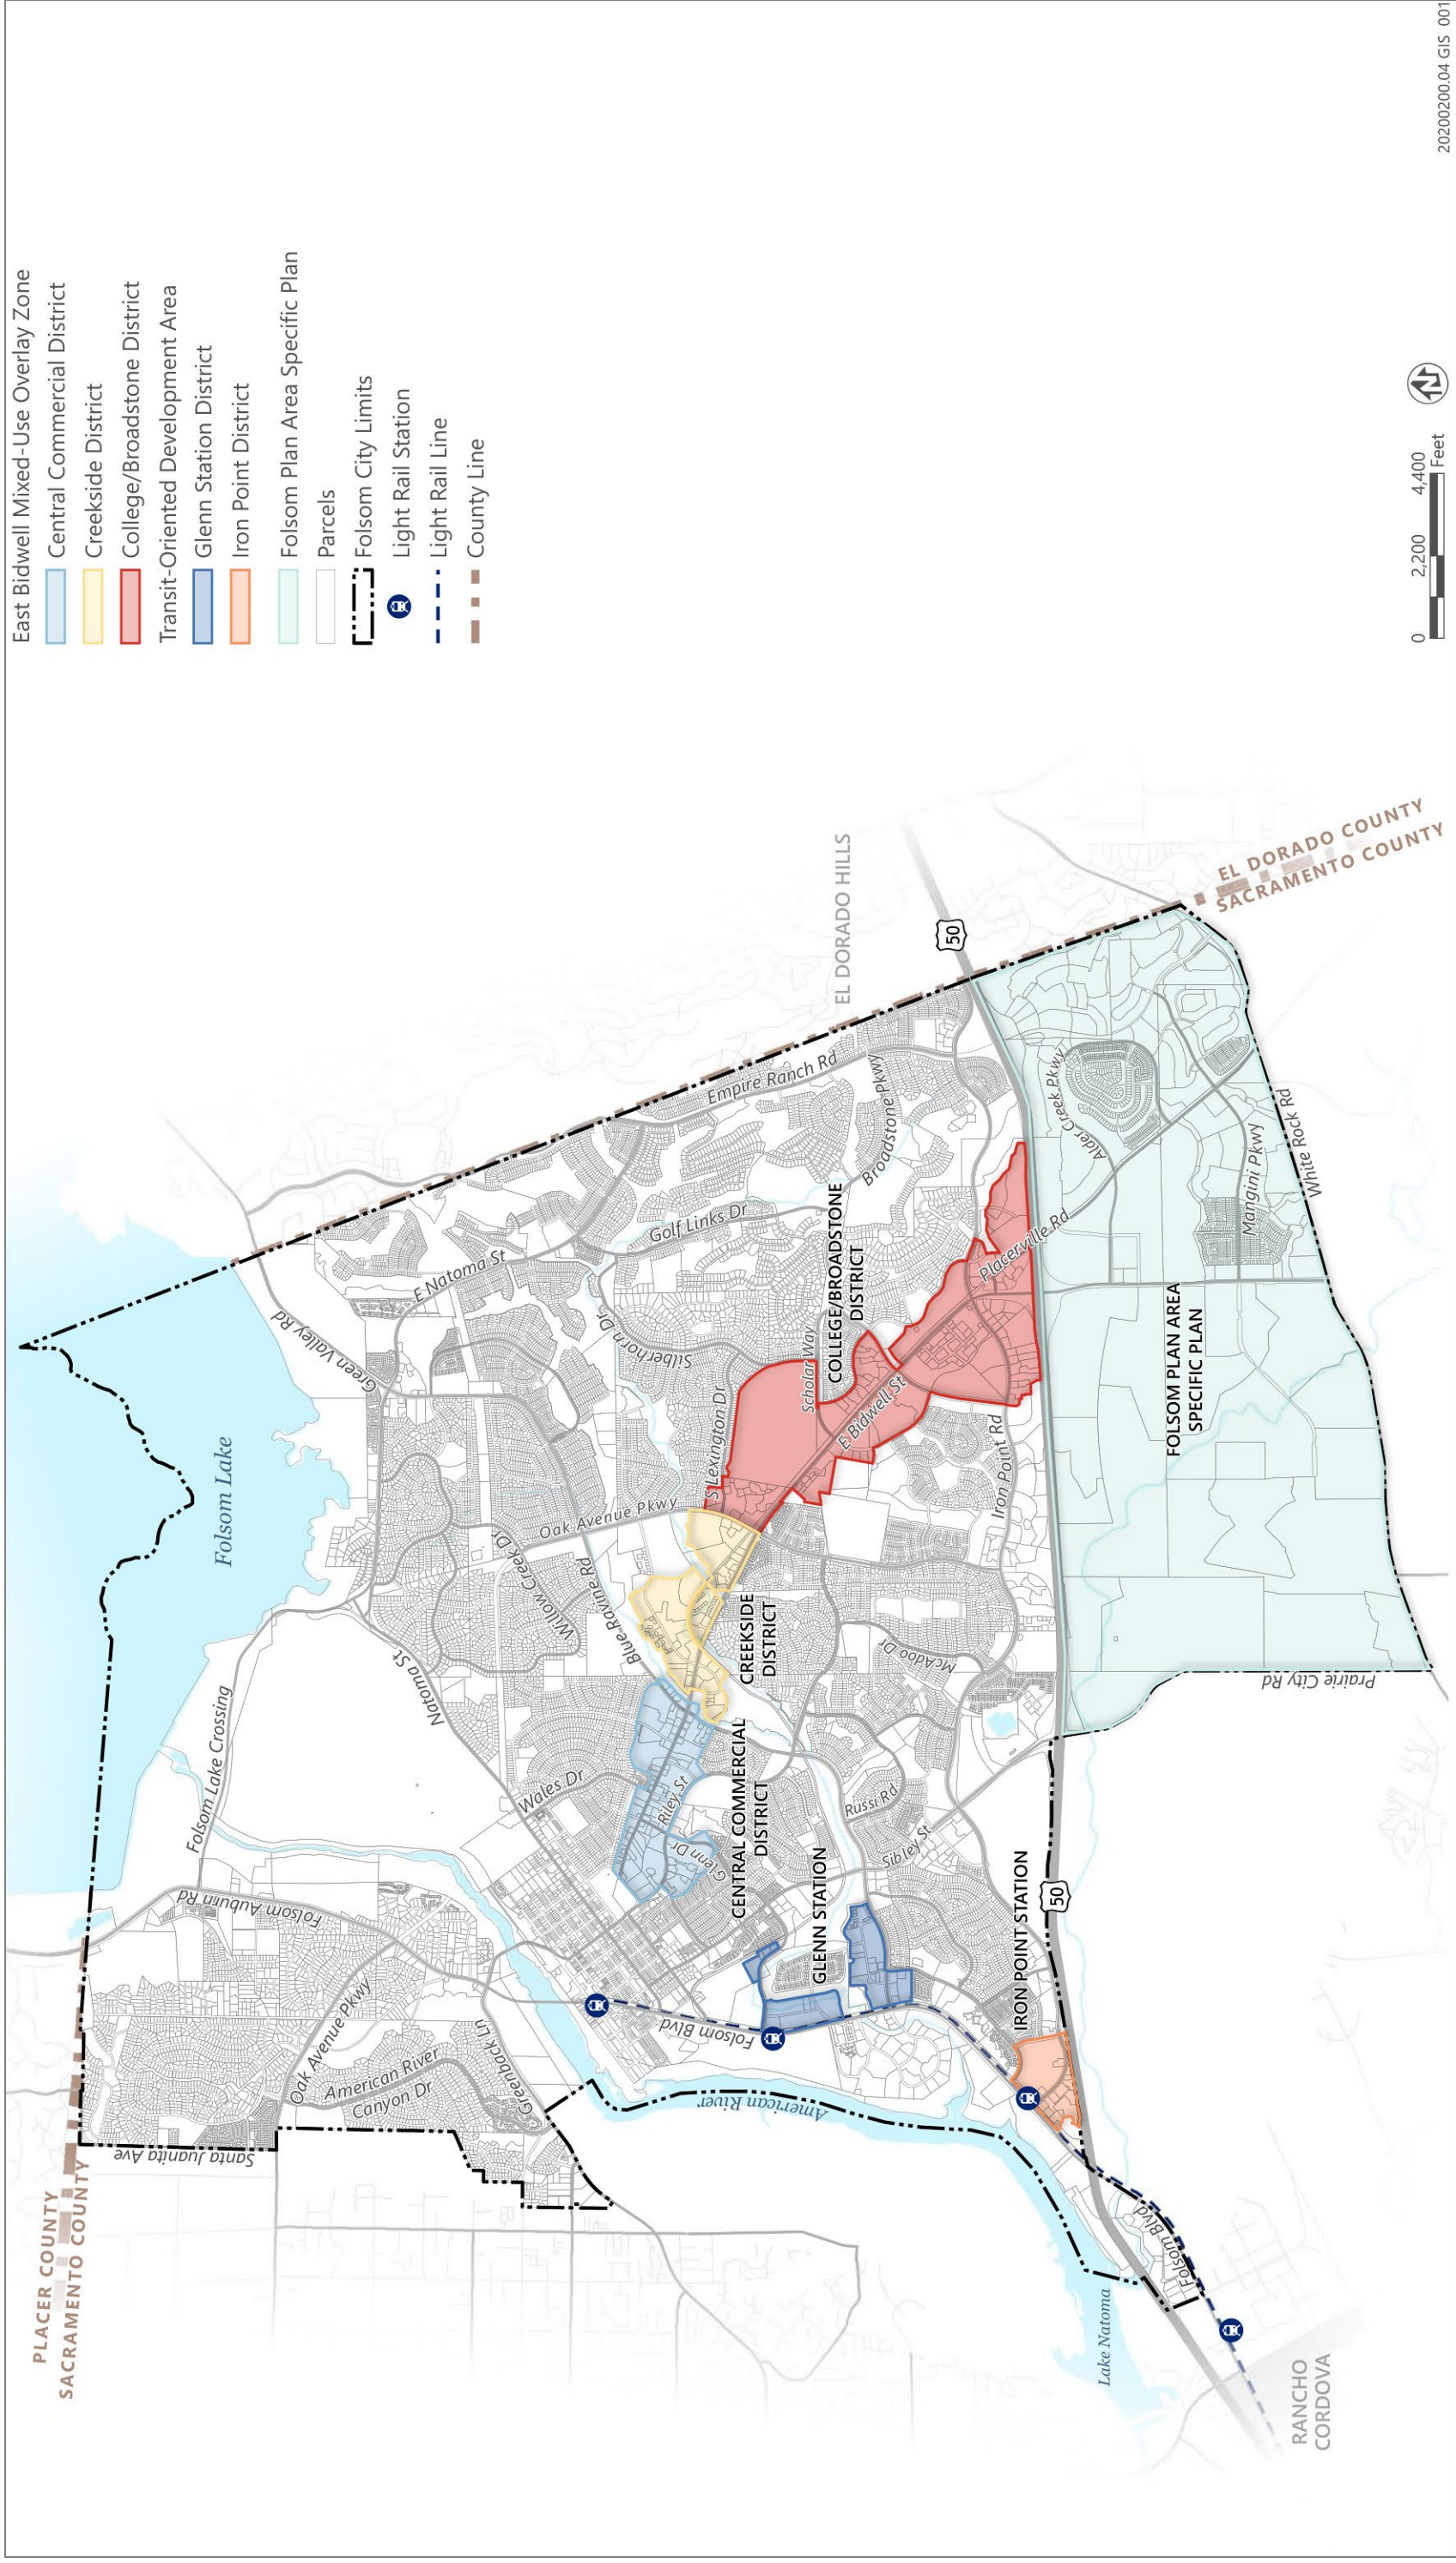 PLACER COUNTY
SACRAMENTO COUNTY
Santa Juanita Ave
Oak Avenue Pkwy
American River
Canyon Dr
Greenback Ln
Folsom Auburn Rd
Folsom Lake Crossing
Folsom Lake
Green Valley Rd
Natoma St
E Natoma St
Wales Dr
Willow Creek Dr
Blue Ravine Rd
Oak Avenue Pkwy
Silberhorn Dr
Golf Links Dr
Empire Ranch Rd
Broadstone Pkwy
EL DORADO HILLS
S Lexington Dr
Scholar Way
COLLEGE/BROADSTONE
DISTRICT
E Bidwell St
Placerville Rd
Iron Point Rd
CREEKSIDE
DISTRICT
Riley St
Glenn Dr
CENTRAL COMMERCIAL
DISTRICT
McAdoo Dr
Russi Rd
Sibley St
GLENN STATION
Folsom Blvd
American River
IRON POINT STATION
50
50
Lake Natoma
Folsom Blvd
RANCHO
CORDOVA
Prairie City Rd
FOLSOM PLAN AREA
SPECIFIC PLAN
Alder Creek Pkwy
Mangini Pkwy
White Rock Rd
EL DORADO COUNTY
SACRAMENTO COUNTY
East Bidwell Mixed-Use Overlay Zone
Central Commercial District
Creekside District
College/Broadstone District
Transit-Oriented Development Area
Glenn Station District
Iron Point District
Folsom Plan Area Specific Plan
Parcels
Folsom City Limits
Light Rail Station
Light Rail Line
County Line
0 2,200 4,400
Feet
N
20200200.04 GIS 001